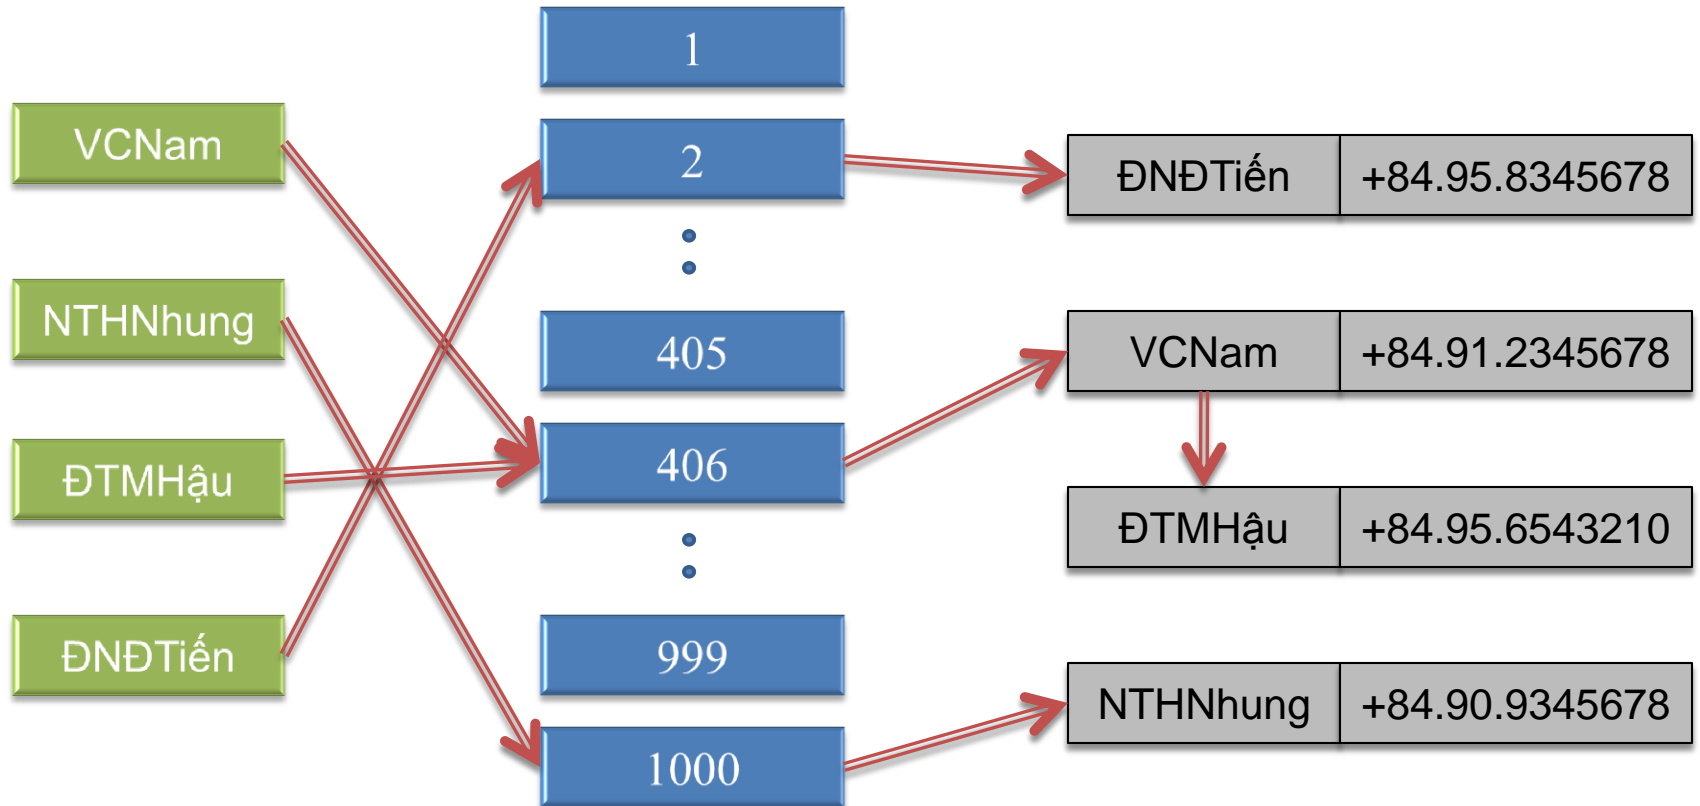 VCNam
NTHNhung
ĐTMHậu
ĐNĐTiến
1
2
405
406
999
1000
ĐNĐTiến +84.95.8345678
VCNam +84.91.2345678
ĐTMHậu +84.95.6543210
NTHNhung +84.90.9345678